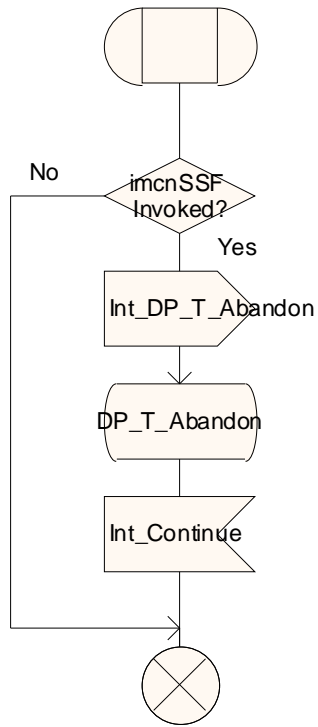 imcnSSF
Invoked?
No
Yes
Int_DP_T_Abandon
DP_T_Abandon
Int_Continue